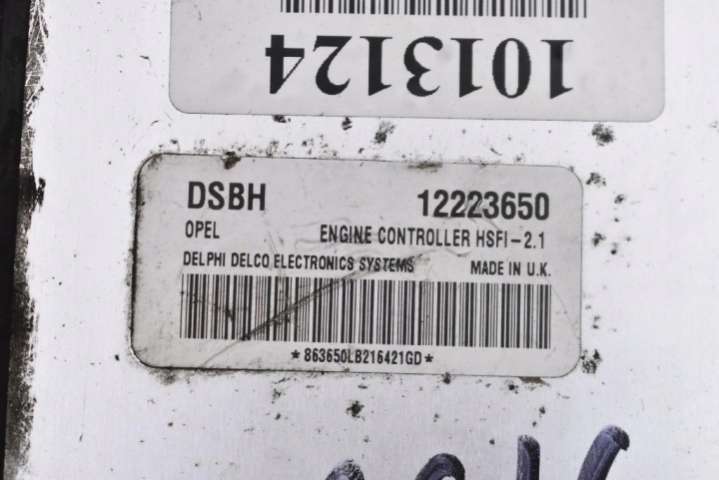 1013124
DSBH 12223650
OPEL ENGINE CONTROLLER HSFI-2.1
DELPHI DELCO ELECTRONICS SYSTEMS MADE IN U.K.
*863650LB216421GD*